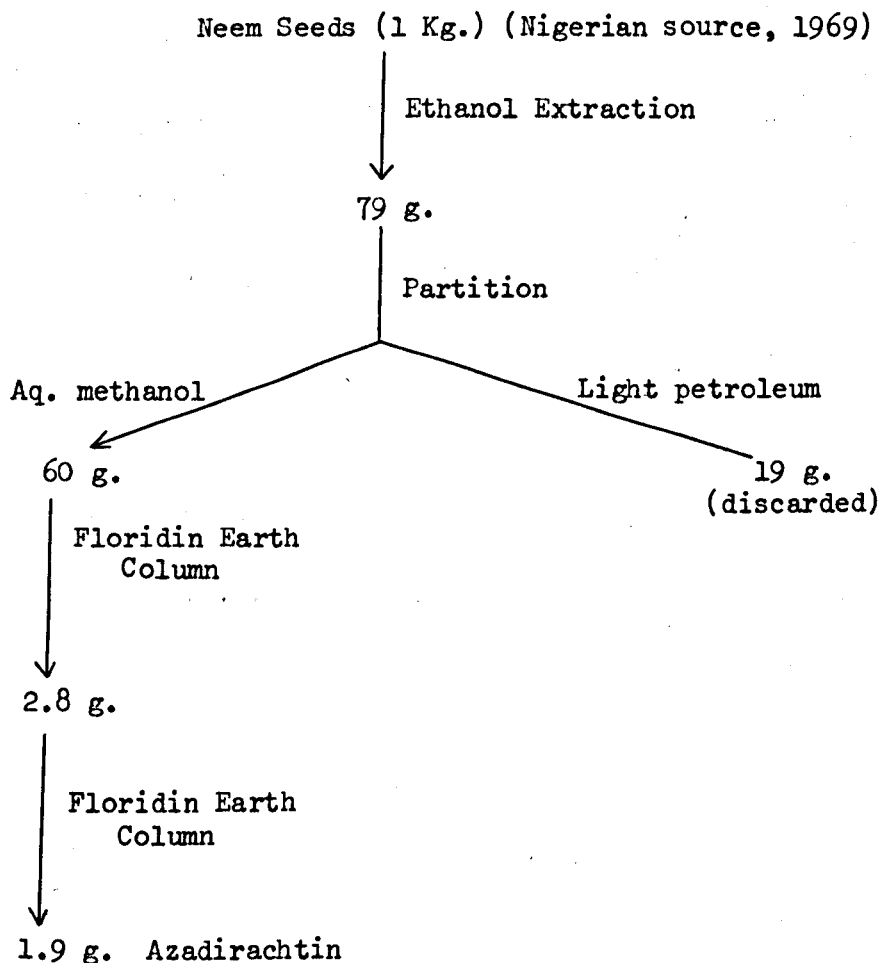 Neem Seeds (1 Kg.) (Nigerian source, 1969)
Ethanol Extraction
79 g.
Partition
Aq. methanol
Light petroleum
60 g.
19 g.
(discarded)
Floridin Earth
Column
2.8 g.
Floridin Earth
Column
1.9 g. Azadirachtin